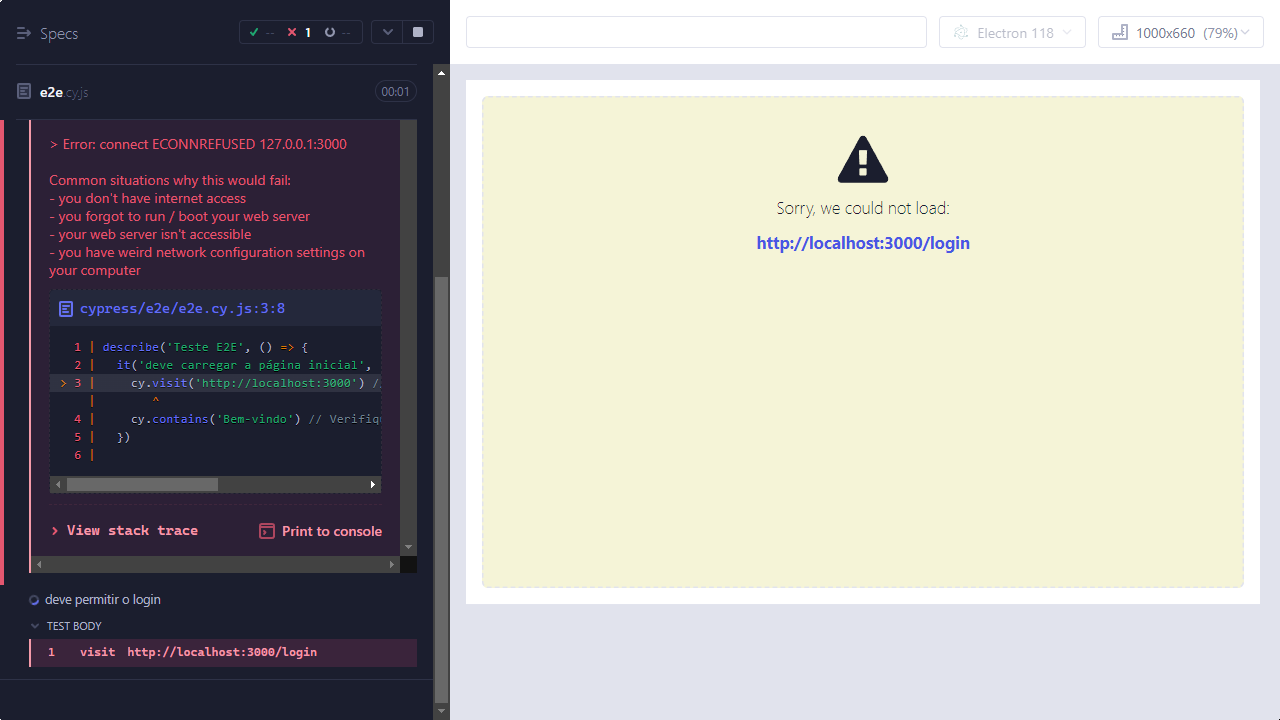 Specs
-- 1 --
Electron 118
1000x660 (79%)
e2e.cy.js
00:01
> Error: connect ECONNREFUSED 127.0.0.1:3000
Common situations why this would fail:
- you don't have internet access
- you forgot to run / boot your web server
- your web server isn't accessible
- you have weird network configuration settings on
your computer
cypress/e2e/e2e.cy.js:3:8
1 | describe('Teste E2E', () => {
2 | it('deve carregar a página inicial',
> 3 | cy.visit('http://localhost:3000') /
| ^
4 | cy.contains('Bem-vindo') // Verifiq
5 | })
6 |
View stack trace
Print to console
deve permitir o login
TEST BODY
1 visit http://localhost:3000/login
Sorry, we could not load:
http://localhost:3000/login